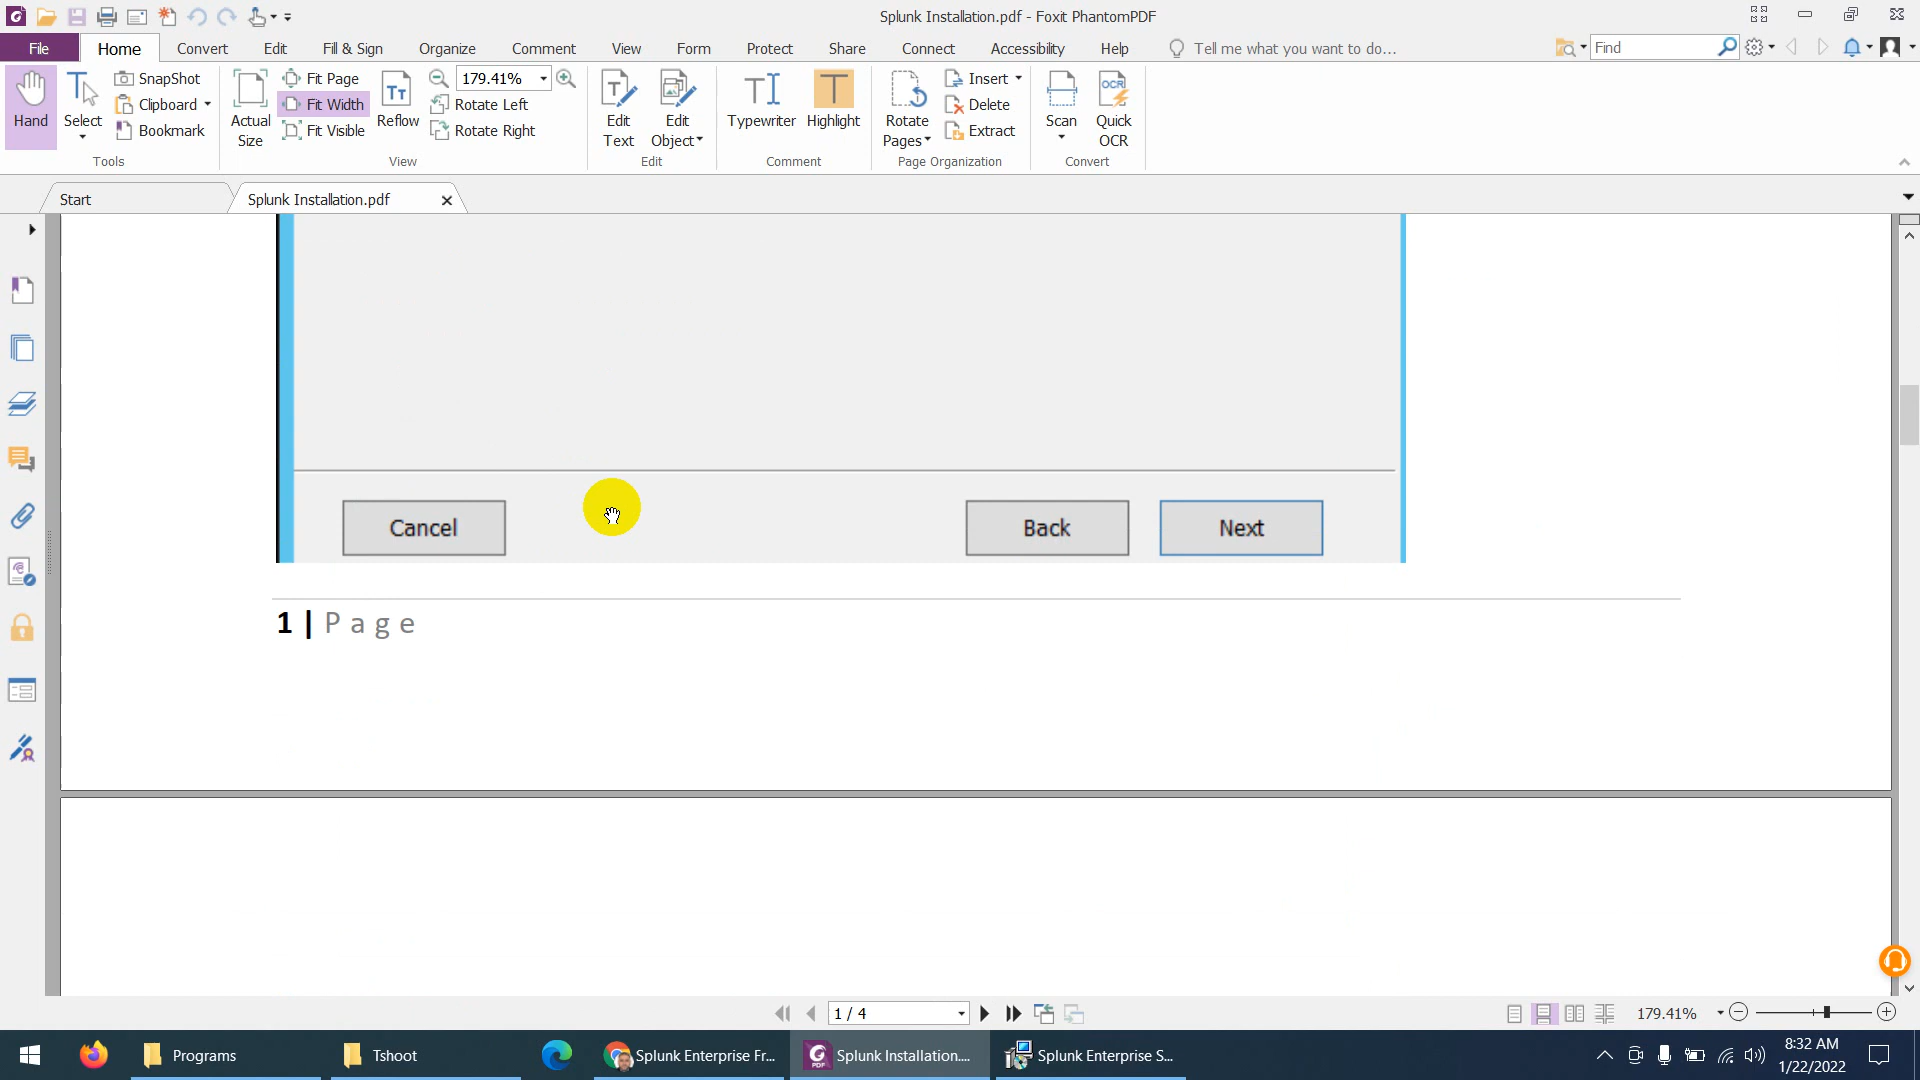 Splunk Installation.pdf - Foxit PhantomPDF
File Home Convert Edit Fill & Sign Organize Comment View Form Protect Share Connect Accessibility Help Tell me what you want to do... Find
Hand
Select
SnapShot
Clipboard
Bookmark
Tools
Actual Size
Fit Page
Fit Width
Fit Visible
Reflow
179.41%
Rotate Left
Rotate Right
View
Edit Text
Edit Object
Edit
Typewriter
Highlight
Comment
Rotate Pages
Insert
Delete
Extract
Page Organization
Scan
Quick OCR
Convert
Start
Splunk Installation.pdf
Cancel Back Next
1 | Page
1 / 4
179.41%
Programs Tshoot Splunk Enterprise Fr... Splunk Installation.... Splunk Enterprise S...
8:32 AM
1/22/2022